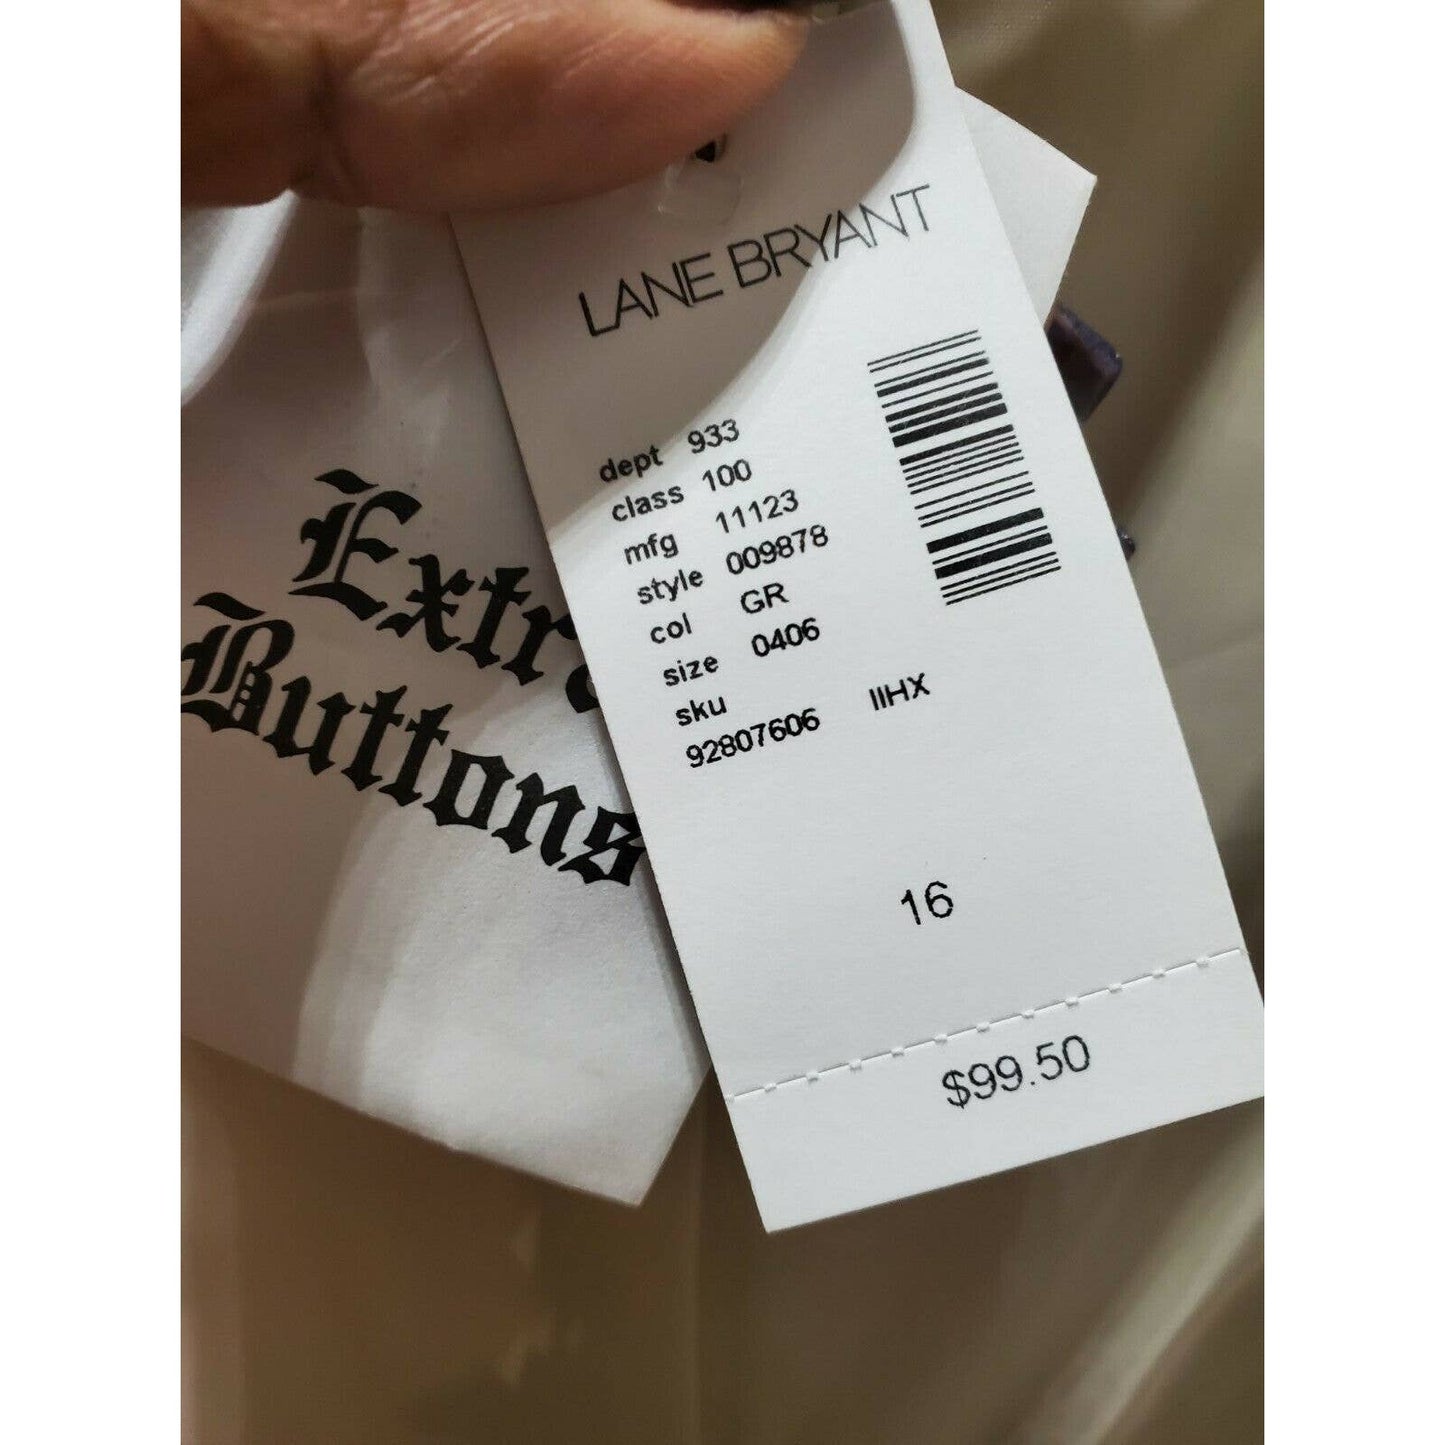 LANE BRYANT
dept 933
class 100
mfg 11123
style 009878
col GR
size 0406
sku
92807606 IIHX
16
$99.50
Extra
Buttons